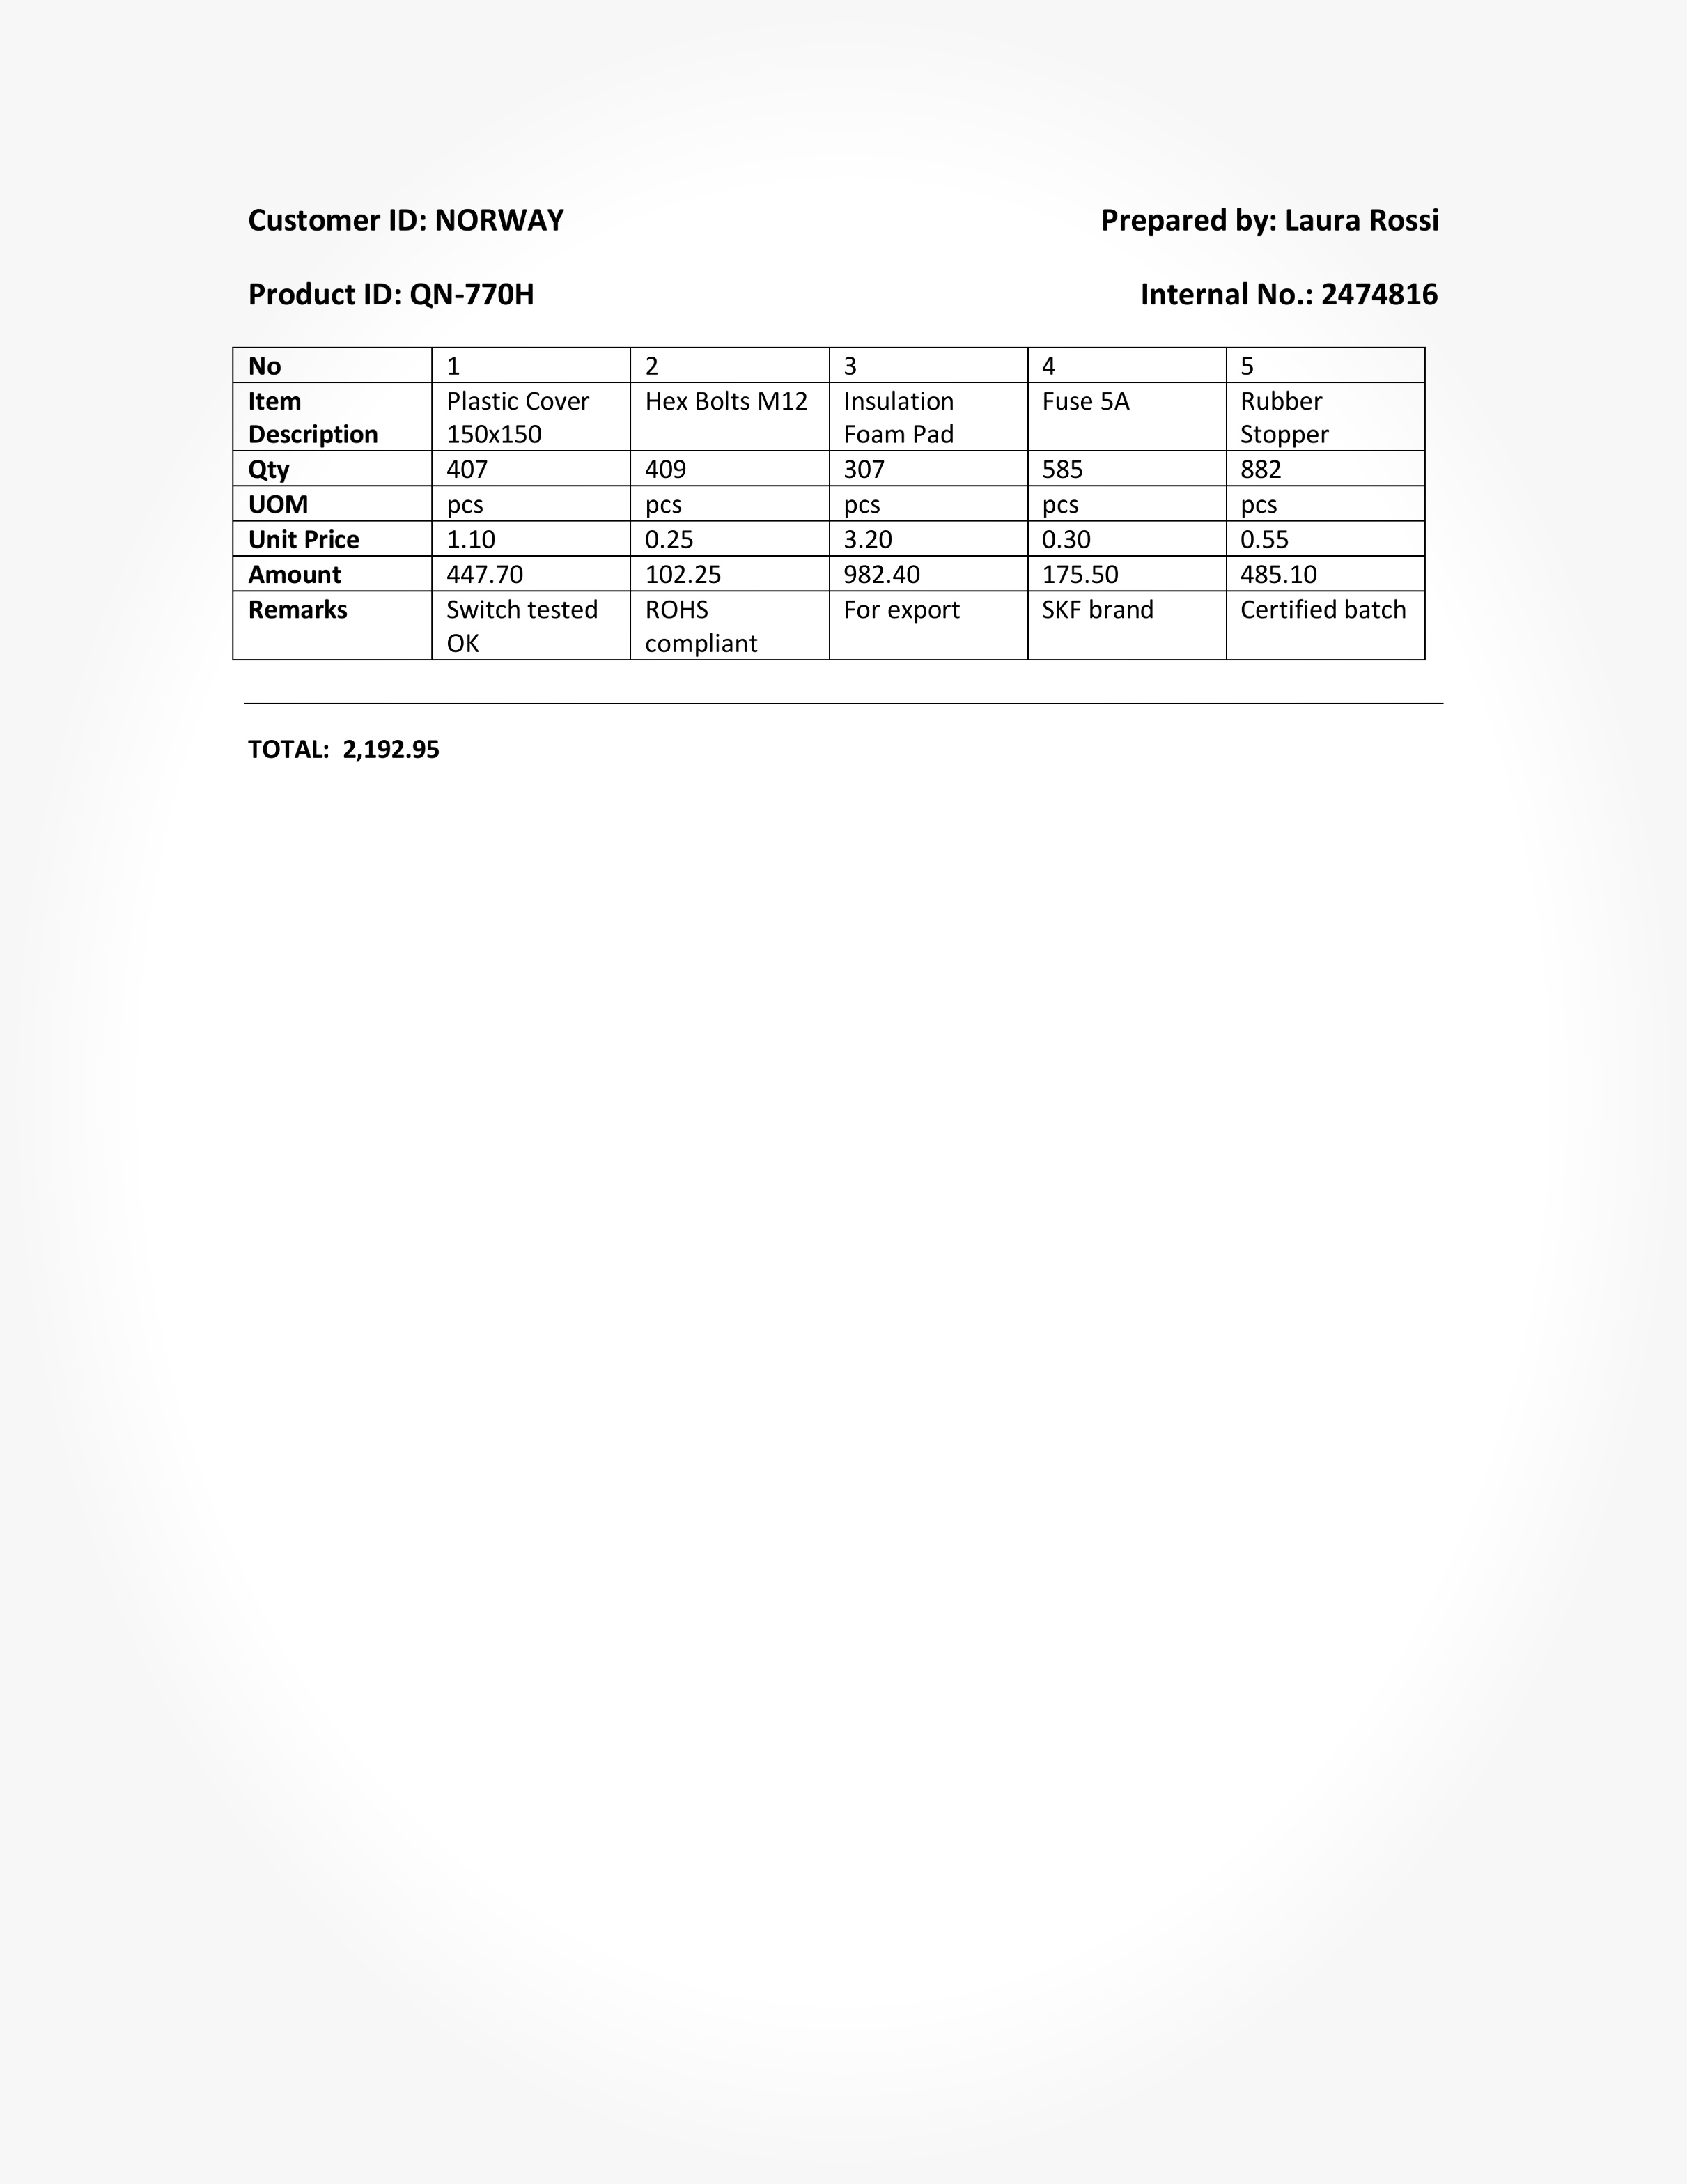 Customer ID: NORWAY Prepared by: Laura Rossi
Product ID: QN-770H Internal No.: 2474816
No 1 2 3 4 5
Item Plastic Cover Hex Bolts M12 Insulation Fuse 5A Rubber
Description 150x150 Foam Pad Stopper
Qty 407 409 307 585 882
UOM pcs pcs pcs pcs pcs
Unit Price 1.10 0.25 3.20 0.30 0.55
Amount 447.70 102.25 982.40 175.50 485.10
Remarks Switch tested ROHS For export SKF brand Certified batch
OK compliant
TOTAL: 2,192.95